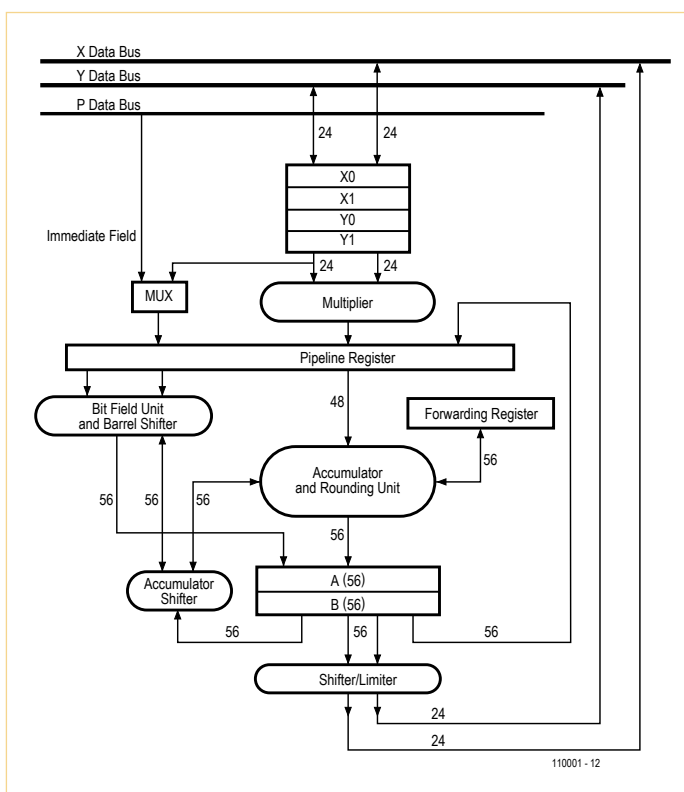 X Data Bus
Y Data Bus
P Data Bus
24
24
X0
X1
Y0
Y1
Immediate Field
24
24
MUX
Multiplier
Pipeline Register
48
Bit Field Unit
and Barrel Shifter
Forwarding Register
56
Accumulator
and Rounding Unit
56
56
56
56
A (56)
B (56)
Accumulator
Shifter
56
56
56
Shifter/Limiter
24
24
110001 - 12